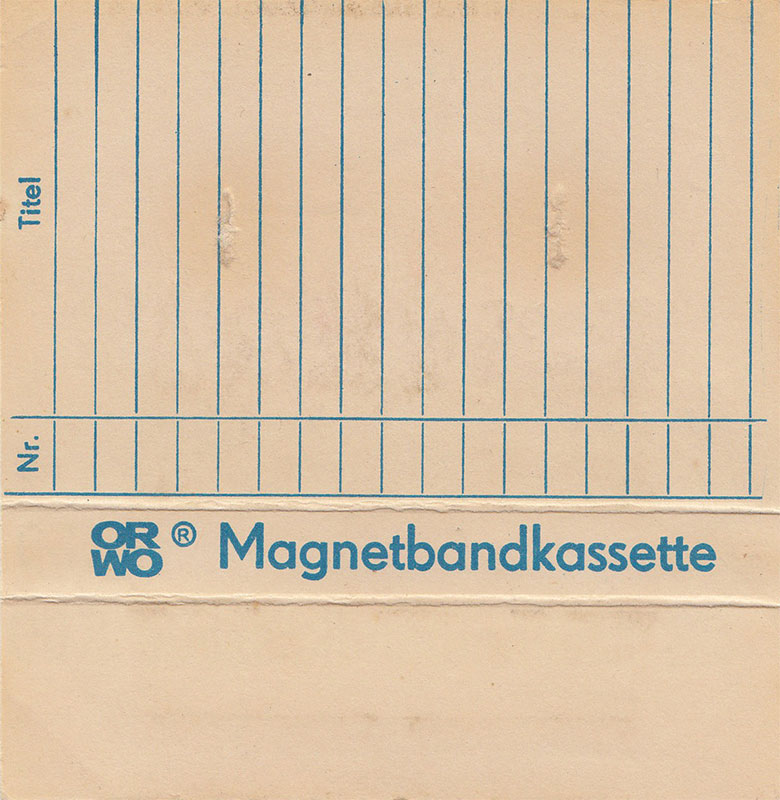 Titel
Nr.
ORWO ® Magnetbandkassette